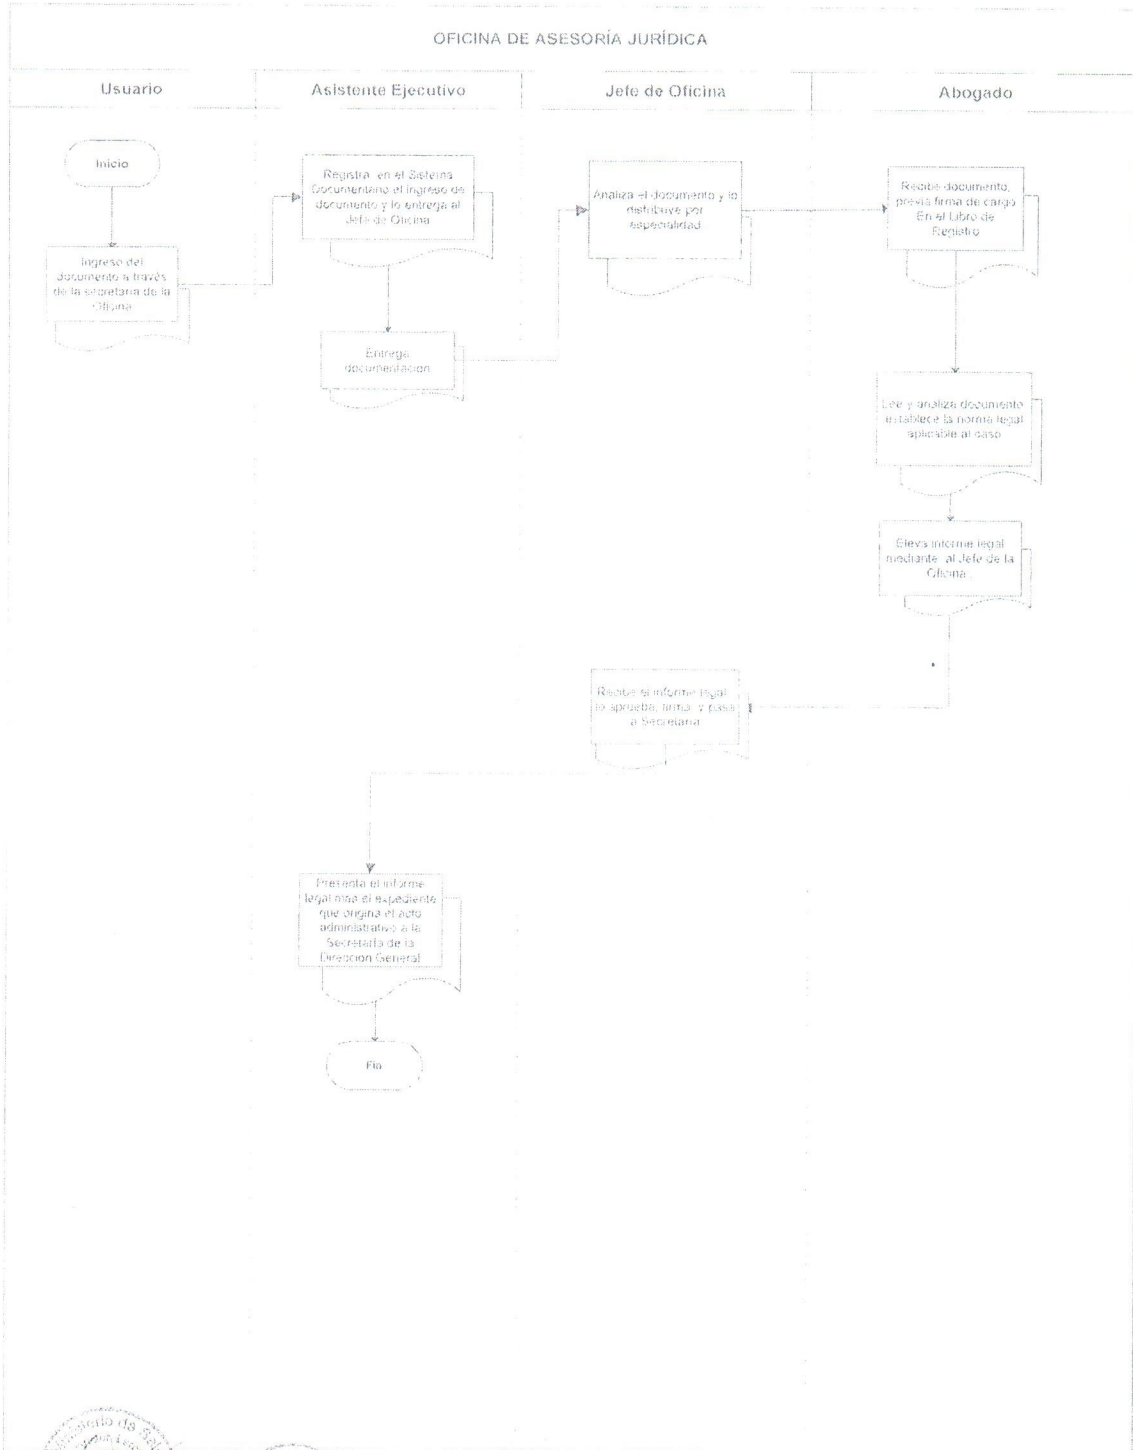 OFICINA DE ASESORÍA JURÍDICA
Usuario
Asistente Ejecutivo
Jefe de Oficina
Abogado
Inicio
Ingreso del
documento a través
de la secretaria de la
Oficina
Registra en el Sistema
Documentario el ingreso de
documento y lo entrega al
Jefe de Oficina
Entrega
documentación
Analiza el documento y lo
distribuye por
especialidad
Recibe documento,
previa firma de cargo
En el Libro de
Registro
Lee y analiza documento
establece la norma legal
aplicable al caso
Eleva informe legal
mediante al Jefe de la
Oficina
Recibe el informe legal
lo aprueba, firma y pasa
a Secretaria
Presenta el informe
legal mas el expediente
que origina el acto
administrativo a la
Secretaría de la
Dirección General
Fin